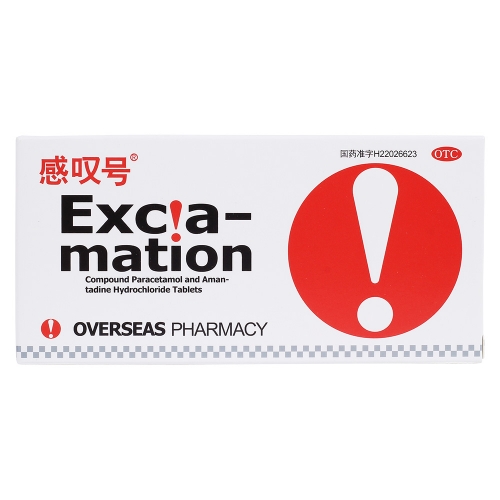 国药准字H22026623 OTC
感叹号®
Exc!a-
mation
Compound Paracetamol and Aman-
tadine Hydrochloride Tablets
OVERSEAS PHARMACY